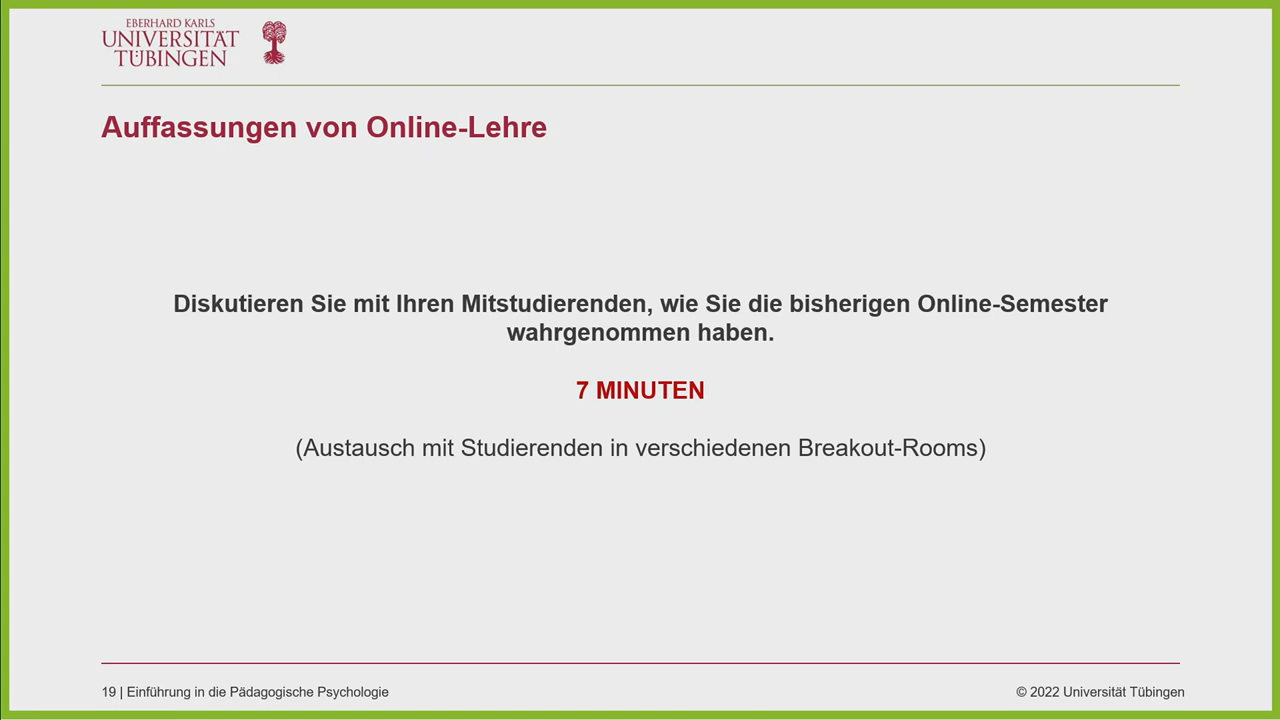 EBERHARD KARLS
UNIVERSITÄT
TÜBINGEN
Auffassungen von Online-Lehre
Diskutieren Sie mit Ihren Mitstudierenden, wie Sie die bisherigen Online-Semester
wahrgenommen haben.
7 MINUTEN
(Austausch mit Studierenden in verschiedenen Breakout-Rooms)
19 | Einführung in die Pädagogische Psychologie
© 2022 Universität Tübingen